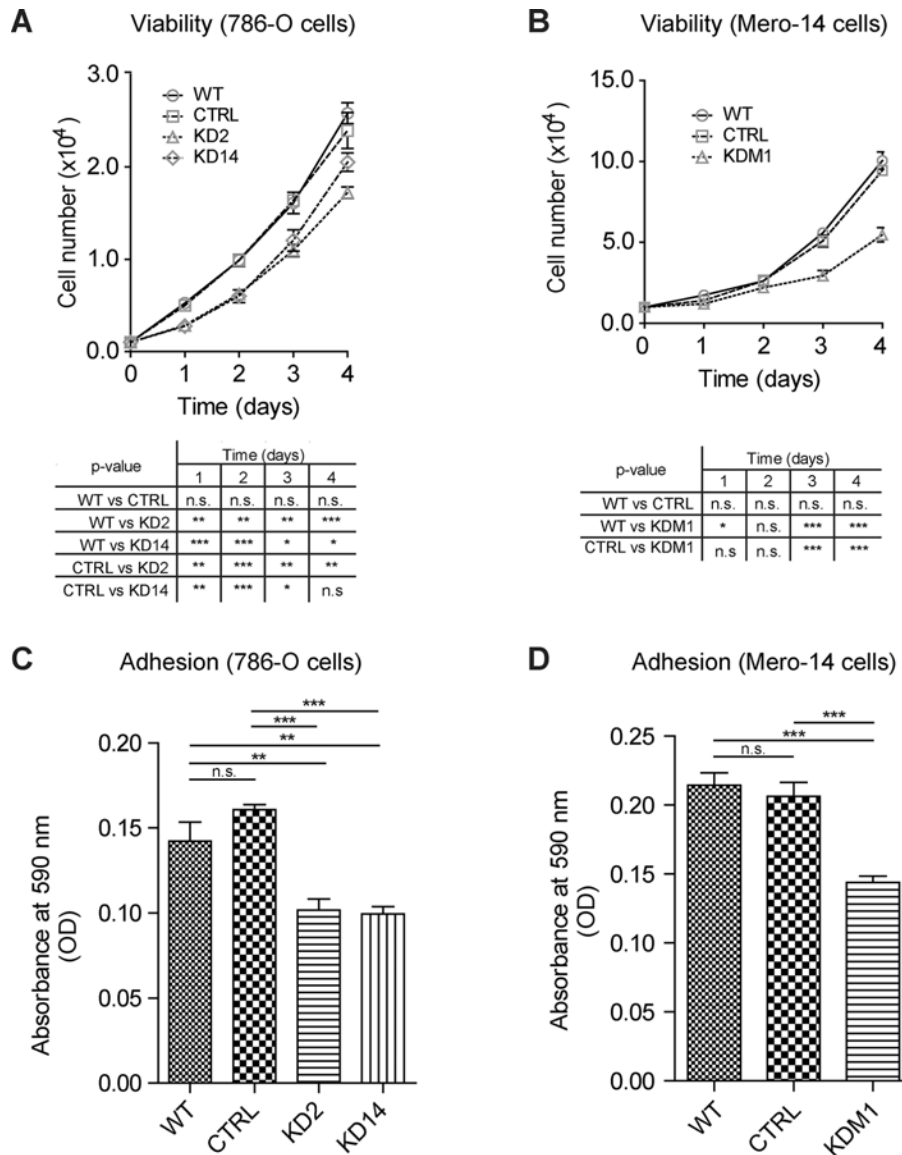 A Viability (786-O cells)
3.0
2.0
1.0
0.0
Cell number (x10⁴)
WT
CTRL
KD2
KD14
0 1 2 3 4
Time (days)
p-value Time (days)
1 2 3 4
WT vs CTRL n.s. n.s. n.s. n.s.
WT vs KD2 ** ** ** ***
WT vs KD14 *** *** * *
CTRL vs KD2 ** *** ** **
CTRL vs KD14 ** *** * n.s
B Viability (Mero-14 cells)
15.0
10.0
5.0
0.0
Cell number (x10⁴)
WT
CTRL
KDM1
0 1 2 3 4
Time (days)
p-value Time (days)
1 2 3 4
WT vs CTRL n.s. n.s. n.s. n.s.
WT vs KDM1 * n.s. *** ***
CTRL vs KDM1 n.s n.s. *** ***
C Adhesion (786-O cells)
***
***
**
**
n.s.
0.20
0.15
0.10
0.05
0.00
Absorbance at 590 nm
(OD)
WT CTRL KD2 KD14
D Adhesion (Mero-14 cells)
***
***
n.s.
0.25
0.20
0.15
0.10
0.05
0.00
Absorbance at 590 nm
(OD)
WT CTRL KDM1